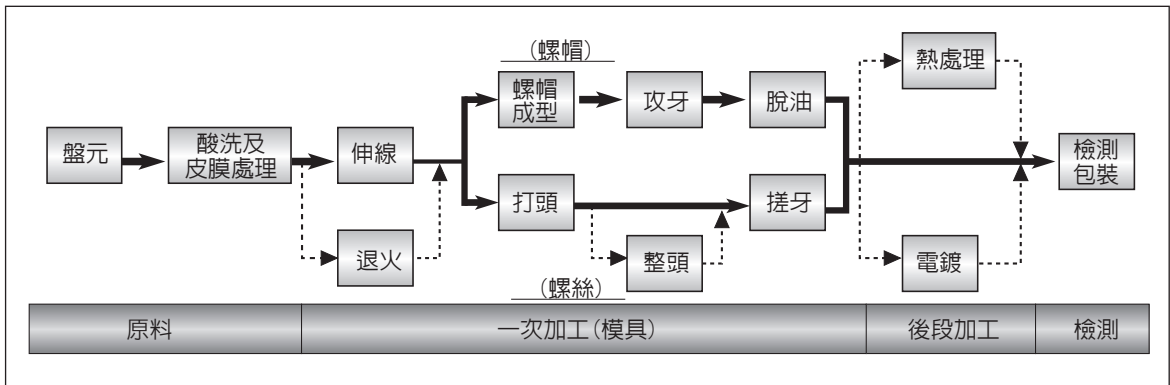 (螺帽)
熱處理
盤元
酸洗及
皮膜處理
伸線
螺帽
成型
攻牙
脫油
檢測
包裝
打頭
搓牙
退火
整頭
電鍍
(螺絲)
原料
一次加工(模具)
後段加工
檢測